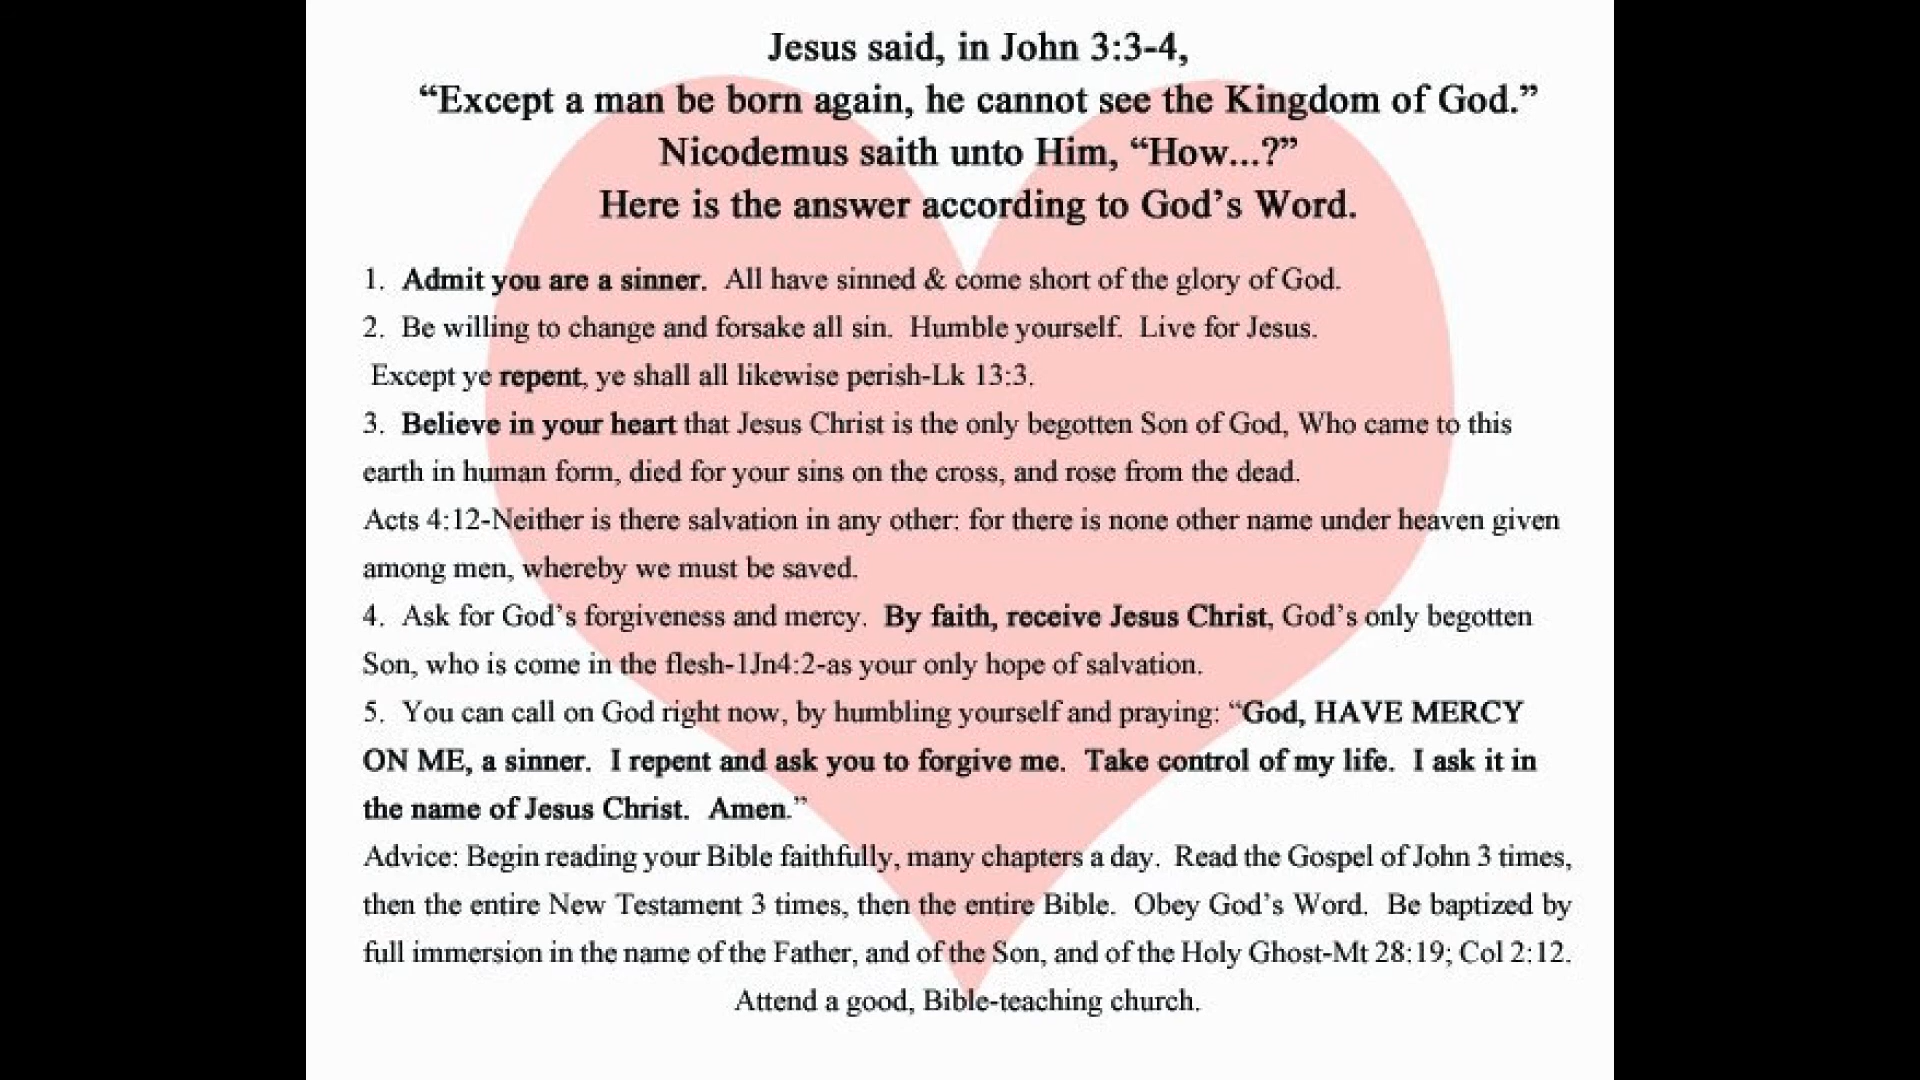 Jesus said, in John 3:3-4,
“Except a man be born again, he cannot see the Kingdom of God.”
Nicodemus saith unto Him, “How...?”
Here is the answer according to God’s Word.
1. Admit you are a sinner. All have sinned & come short of the glory of God.
2. Be willing to change and forsake all sin. Humble yourself. Live for Jesus.
Except ye repent, ye shall all likewise perish-Lk 13:3.
3. Believe in your heart that Jesus Christ is the only begotten Son of God, Who came to this
earth in human form, died for your sins on the cross, and rose from the dead.
Acts 4:12-Neither is there salvation in any other: for there is none other name under heaven given
among men, whereby we must be saved.
4. Ask for God’s forgiveness and mercy. By faith, receive Jesus Christ, God’s only begotten
Son, who is come in the flesh-1Jn4:2-as your only hope of salvation.
5. You can call on God right now, by humbling yourself and praying: “God, HAVE MERCY
ON ME, a sinner. I repent and ask you to forgive me. Take control of my life. I ask it in
the name of Jesus Christ. Amen.”
Advice: Begin reading your Bible faithfully, many chapters a day. Read the Gospel of John 3 times,
then the entire New Testament 3 times, then the entire Bible. Obey God’s Word. Be baptized by
full immersion in the name of the Father, and of the Son, and of the Holy Ghost-Mt 28:19; Col 2:12.
Attend a good, Bible-teaching church.